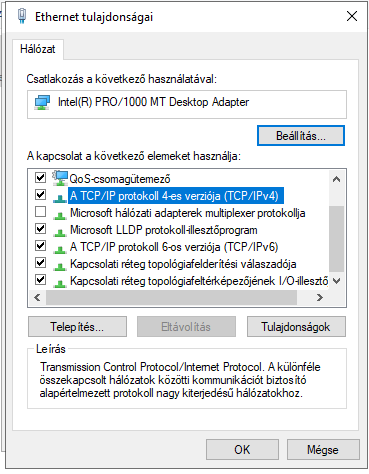 Ethernet tulajdonságai
Hálózat
Csatlakozás a következő használatával:
Intel(R) PRO/1000 MT Desktop Adapter
Beállítás...
A kapcsolat a következő elemeket használja:
QoS-csomagütemező
A TCP/IP protokoll 4-es verziója (TCP/IPv4)
Microsoft hálózati adapterek multiplexer protokollja
Microsoft LLDP protokoll-illesztőprogram
A TCP/IP protokoll 6-os verziója (TCP/IPv6)
Kapcsolati réteg topológiafelderítési válaszadója
Kapcsolati réteg topológiafeltérképezőjének I/O-illesztő
Telepítés... Eltávolítás Tulajdonságok
Leírás
Transmission Control Protocol/Internet Protocol. A különféle
összekapcsolt hálózatok közötti kommunikációt biztosító
alapértelmezett protokoll nagy kiterjedésű hálózatokhoz.
OK Mégse